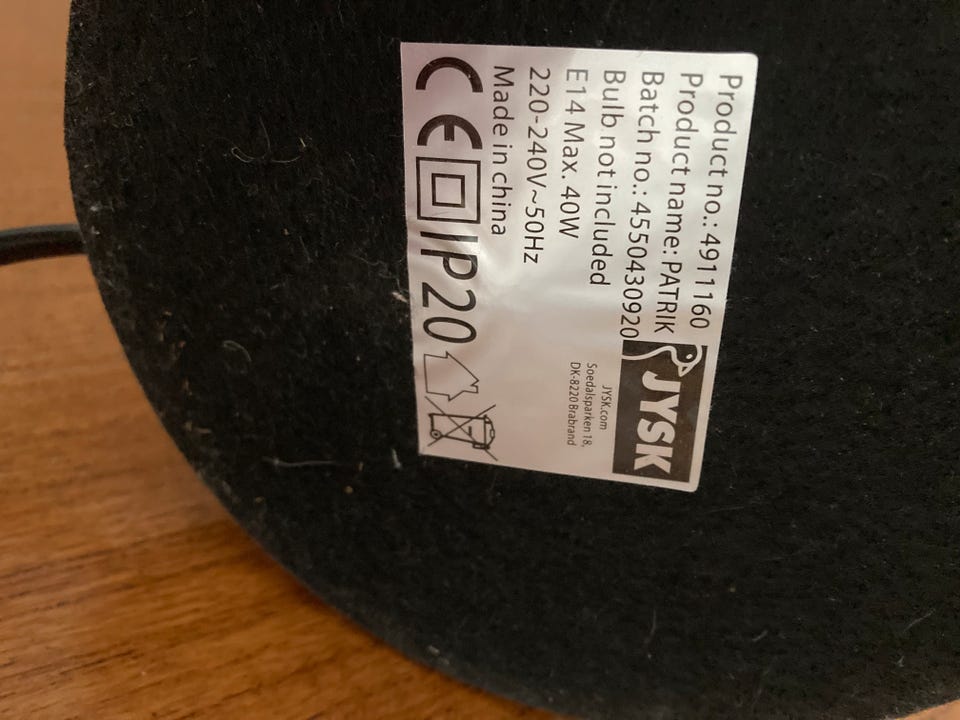 Product no.: 4911160
Product name: PATRIK
Batch no.: 4550430920
Bulb not included
E14 Max. 40W
220-240V~50Hz
Made in china
CE IP20
JYSK
JYSK.com
Soedalsparken 18,
DK-8220 Brabrand